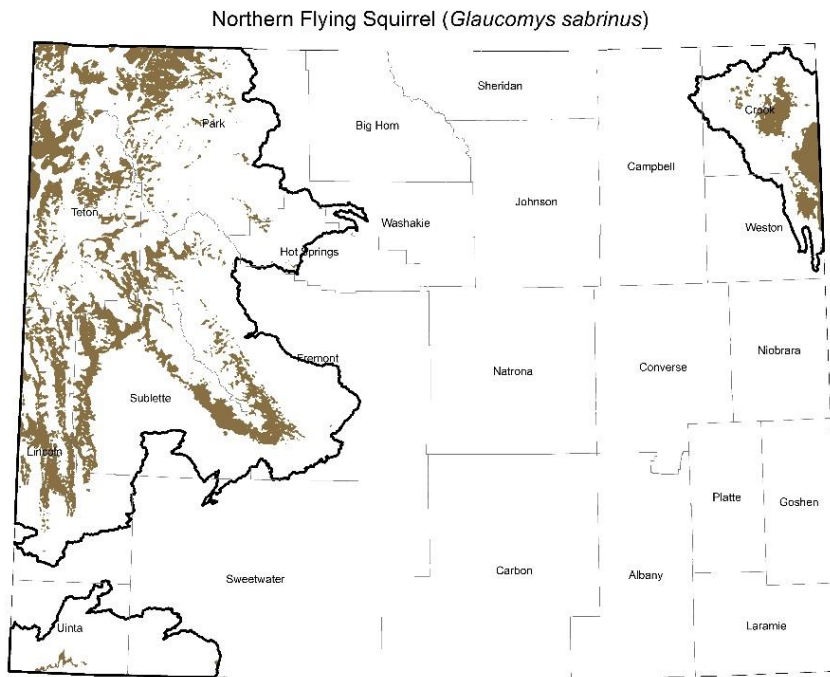 Northern Flying Squirrel (Glaucomys sabrinus)
Sheridan
Park
Big Horn
Crook
Campbell
Johnson
Teton
Washakie
Weston
Hot Springs
Fremont
Niobrara
Natrona
Converse
Sublette
Lincoln
Platte
Goshen
Sweetwater
Carbon
Albany
Uinta
Laramie